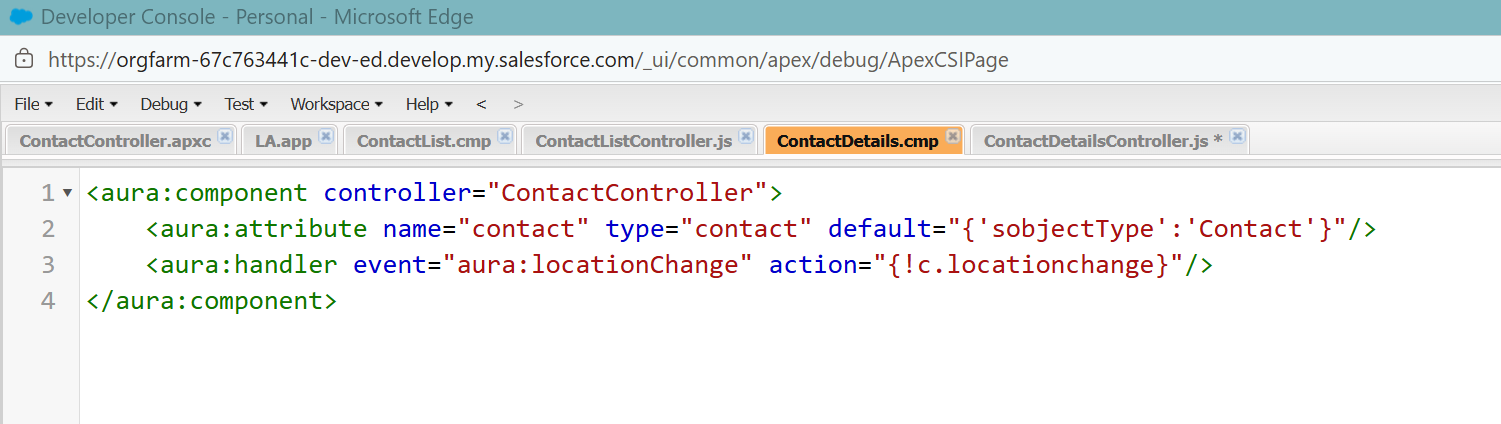 Developer Console - Personal - Microsoft Edge
https://orgfarm-67c763441c-dev-ed.develop.my.salesforce.com/_ui/common/apex/debug/ApexCSIPage
File Edit Debug Test Workspace Help < >
ContactController.apxc LA.app ContactList.cmp ContactListController.js ContactDetails.cmp ContactDetailsController.js *
1 <aura:component controller="ContactController">
2 <aura:attribute name="contact" type="contact" default="{'sobjectType':'Contact'}"/>
3 <aura:handler event="aura:locationChange" action="{!c.locationchange}"/>
4 </aura:component>